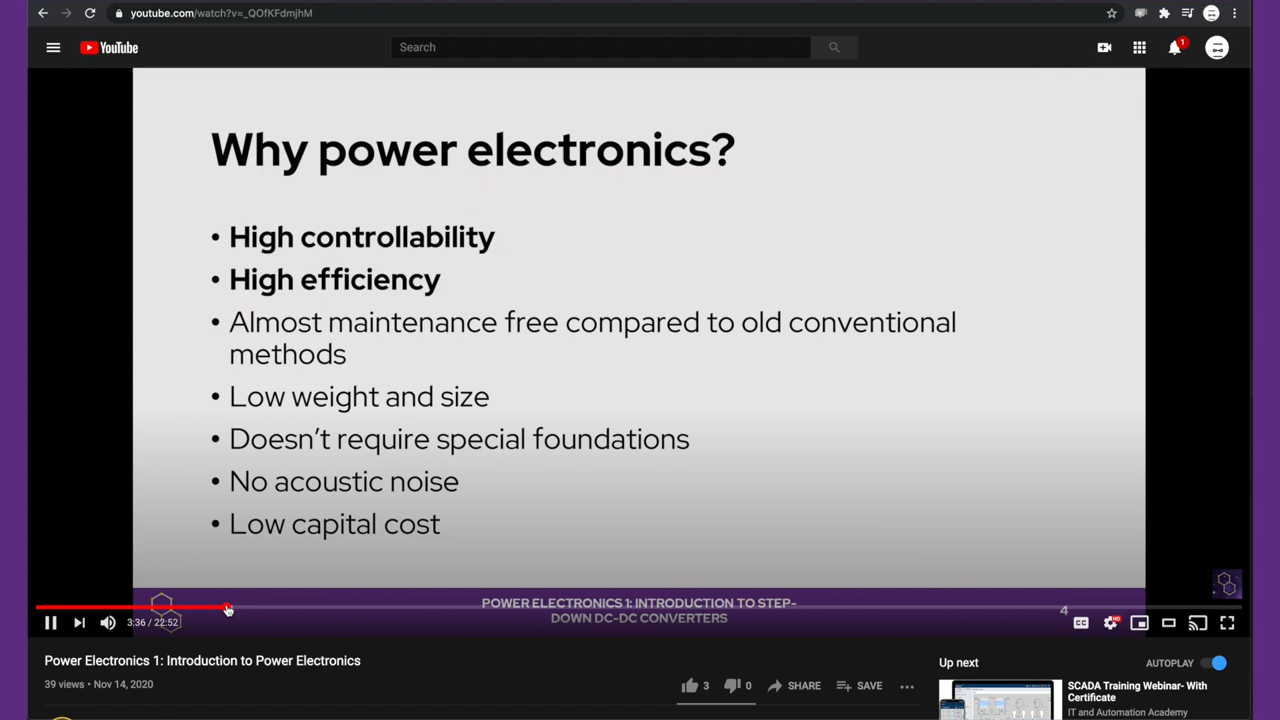 youtube.com/watch?v=_QOfKFdmjhM
YouTube
Search
1
Why power electronics?
• High controllability
• High efficiency
• Almost maintenance free compared to old conventional
methods
• Low weight and size
• Doesn't require special foundations
• No acoustic noise
• Low capital cost
POWER ELECTRONICS 1: INTRODUCTION TO STEP-
DOWN DC-DC CONVERTERS
4
3:36 / 22:52
CC
HD
Power Electronics 1: Introduction to Power Electronics
39 views • Nov 14, 2020
3
0
SHARE
SAVE
Up next
AUTOPLAY
SCADA Training Webinar- With
Certificate
IT and Automation Academy